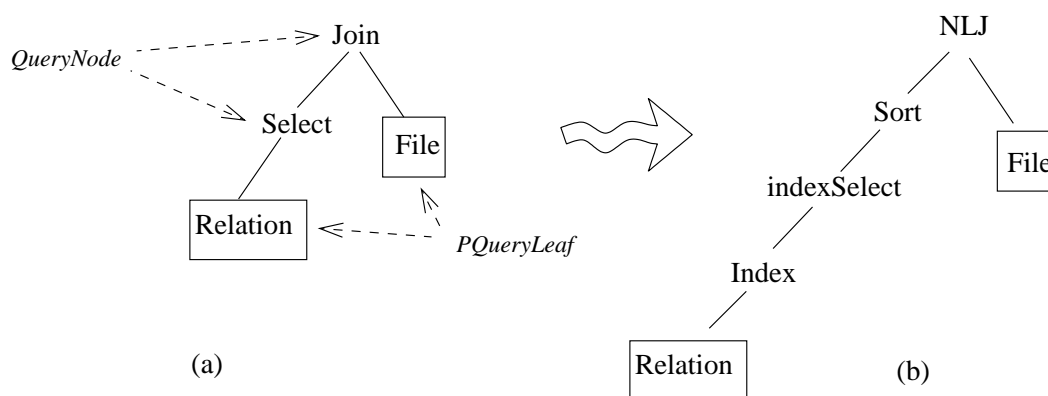 Join
QueryNode
Select
File
Relation
PQueryLeaf
(a)
NLJ
Sort
File
indexSelect
Index
Relation
(b)